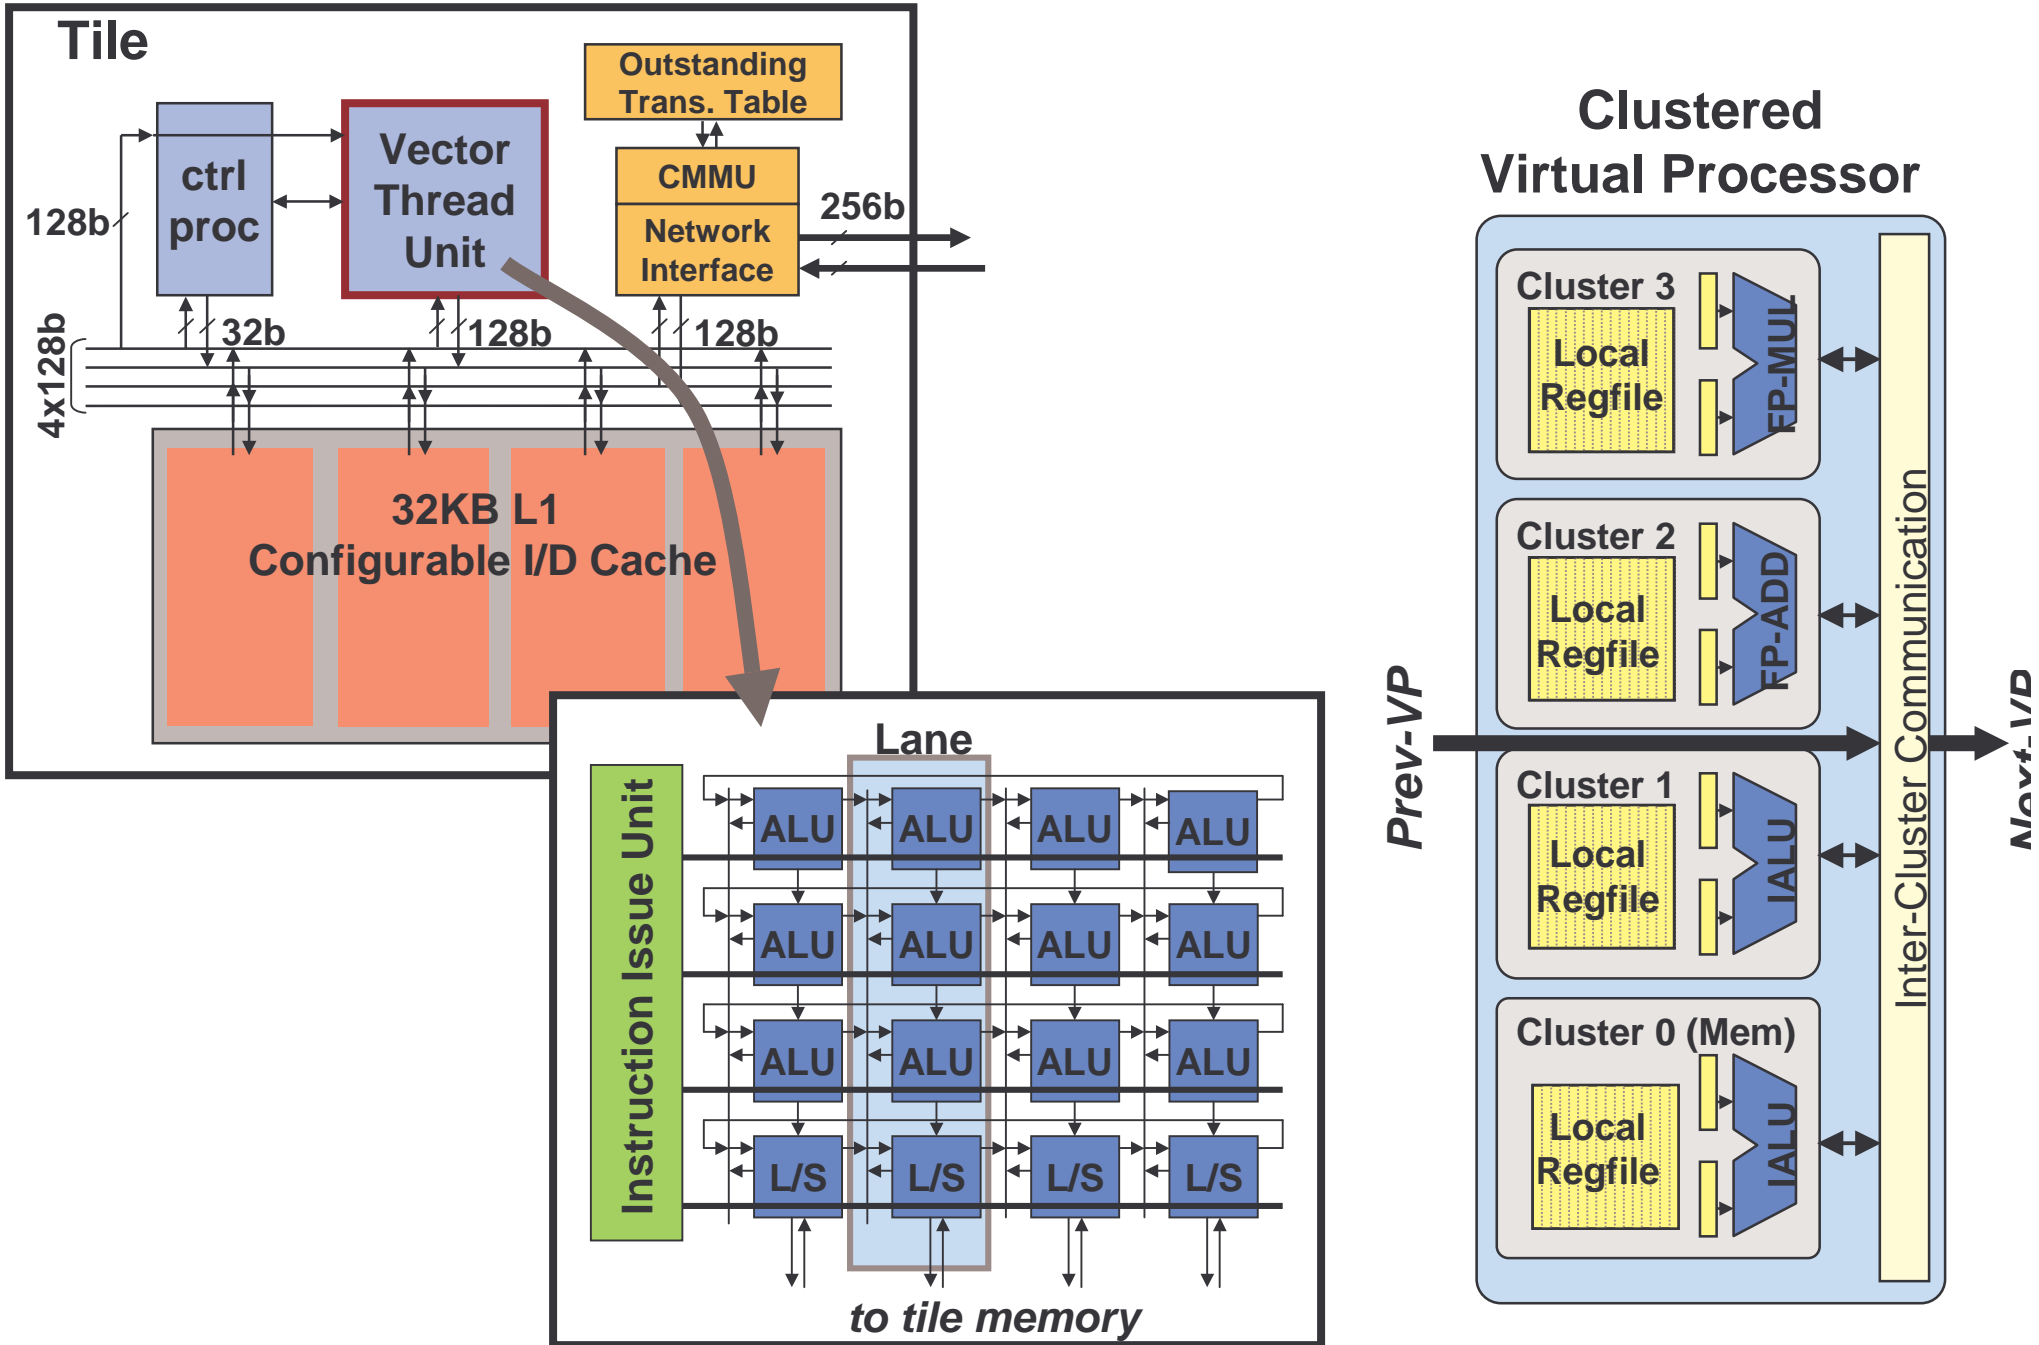 Tile
Outstanding
Trans. Table
ctrl
proc
Vector
Thread
Unit
CMMU
Network
Interface
256b
128b
32b
128b
128b
4x128b
32KB L1
Configurable I/D Cache
Lane
Instruction Issue Unit
ALU ALU ALU ALU
ALU ALU ALU ALU
ALU ALU ALU ALU
L/S L/S L/S L/S
to tile memory
Clustered
Virtual Processor
Cluster 3
Local
Regfile
FP-MUL
Cluster 2
Local
Regfile
FP-ADD
Cluster 1
Local
Regfile
IALU
Cluster 0 (Mem)
Local
Regfile
IALU
Inter-Cluster Communication
Prev-VP
Next-VP